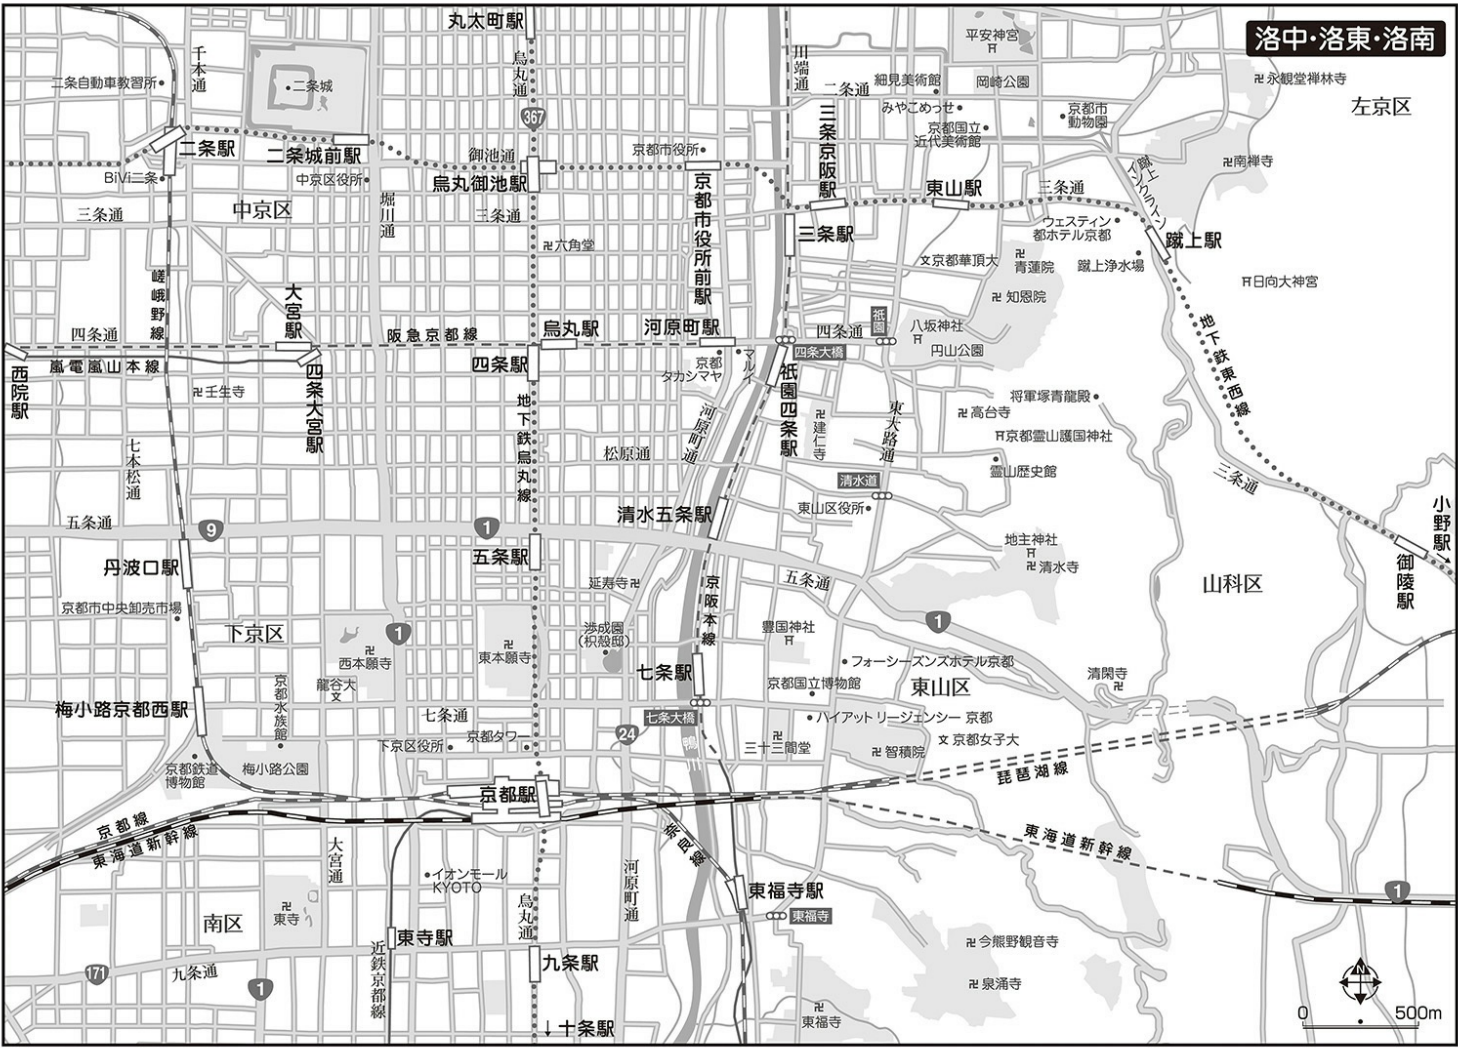 洛中・洛東・洛南
丸太町駅
烏丸通
367
千本通
二条自動車教習所
二条城
二条駅
二条城前駅
BiVi二条
中京区役所
三条通
中京区
堀川通
御池通
烏丸御池駅
三条通
六角堂
京都市役所
京都市役所前駅
川端通
二条通
細見美術館
みやこめっせ
京都国立
近代美術館
平安神宮
岡崎公園
京都市
動物園
永観堂禅林寺
左京区
南禅寺
蹴上
インクライン
三条京阪駅
東山駅
三条通
三条駅
ウェスティン
都ホテル京都
蹴上駅
蹴上浄水場
京都華頂大
青蓮院
知恩院
日向大神宮
嵯峨野線
大宮駅
四条通
阪急京都線
烏丸駅
河原町駅
四条通
祇園
八坂神社
円山公園
四条大橋
嵐電嵐山本線
西院駅
四条大宮駅
四条駅
京都
タカシマヤ
マルイ
祇園四条駅
壬生寺
地下鉄烏丸線
河原町通
建仁寺
東大路通
高台寺
将軍塚青龍殿
京都霊山護国神社
霊山歴史館
地下鉄東西線
三条通
七本松通
松原通
清水道
東山区役所
清水五条駅
五条通
9
1
五条駅
丹波口駅
京都市中央卸売市場
延寿寺
京阪本線
五条通
地主神社
清水寺
1
山科区
小野駅
御陵駅
下京区
1
西本願寺
龍谷大
東本願寺
渉成園
(枳殻邸)
豊国神社
七条駅
フォーシーズンズホテル京都
京都国立博物館
東山区
清閑寺
梅小路京都西駅
京都水族館
七条通
下京区役所
京都タワー
24
七条大橋
鴨川
ハイアット リージェンシー 京都
三十三間堂
智積院
京都女子大
京都鉄道
博物館
梅小路公園
京都駅
琵琶湖線
京都線
東海道新幹線
奈良線
東海道新幹線
大宮通
イオンモール
KYOTO
烏丸通
河原町通
東福寺駅
東福寺
1
南区
東寺
東寺駅
近鉄京都線
九条駅
171
九条通
1
↓十条駅
今熊野観音寺
泉涌寺
東福寺
N
0 500m